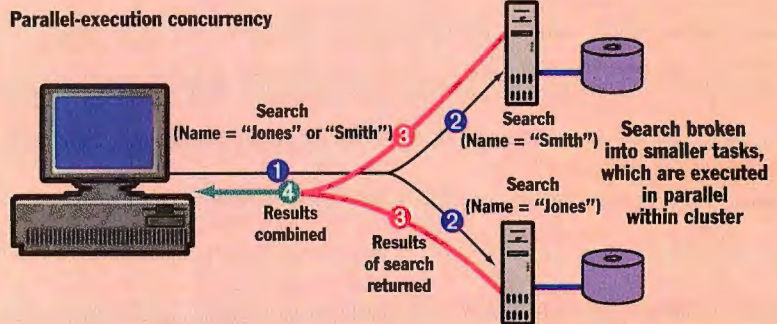 Parallel-execution concurrency
Search
(Name = "Jones" or "Smith")
1
2
Search
(Name = "Smith")
3
Search broken
into smaller tasks,
which are executed
in parallel
within cluster
4
Results
combined
2
Search
(Name = "Jones")
3
Results
of search
returned